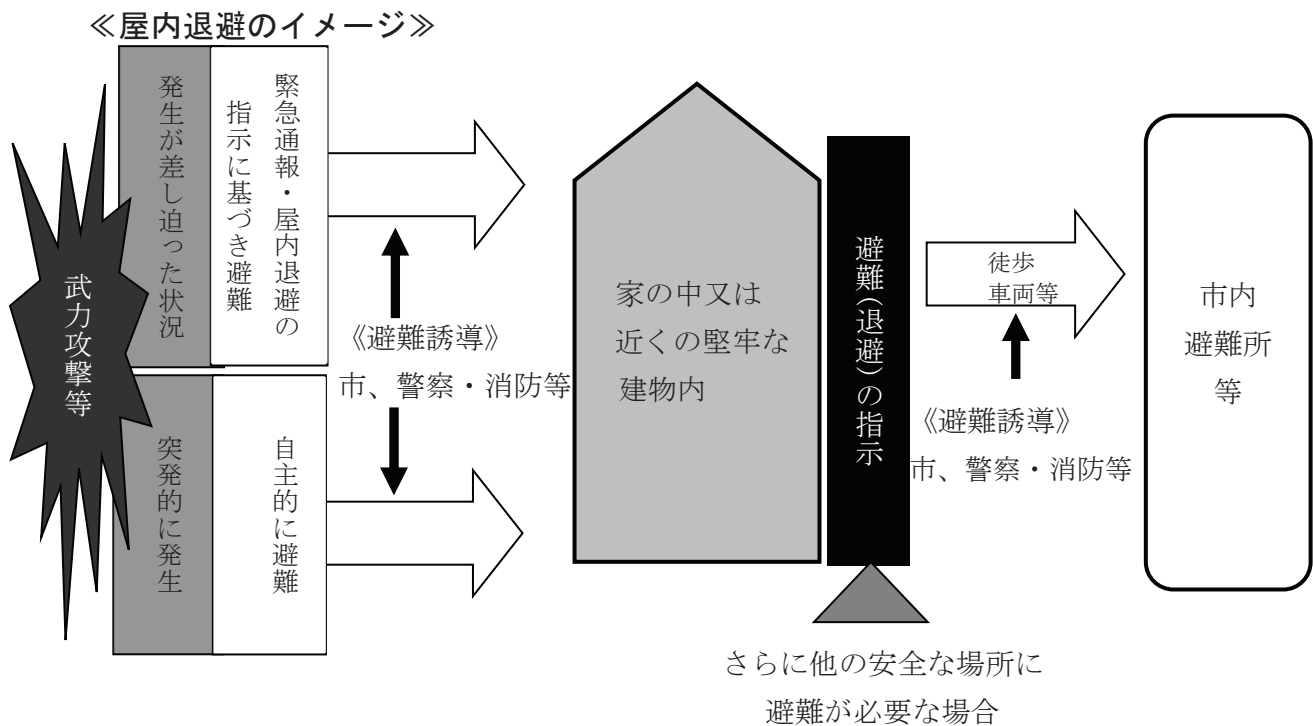 ≪屋内退避のイメージ≫
武力攻撃等
発生が差し迫った状況
緊急通報・屋内退避の
指示に基づき避難
突発的に発生
自主的に避難
《避難誘導》
市、警察・消防等
家の中又は
近くの堅牢な
建物内
避難(退避)の指示
さらに他の安全な場所に
避難が必要な場合
徒歩
車両等
《避難誘導》
市、警察・消防等
市内
避難所
等